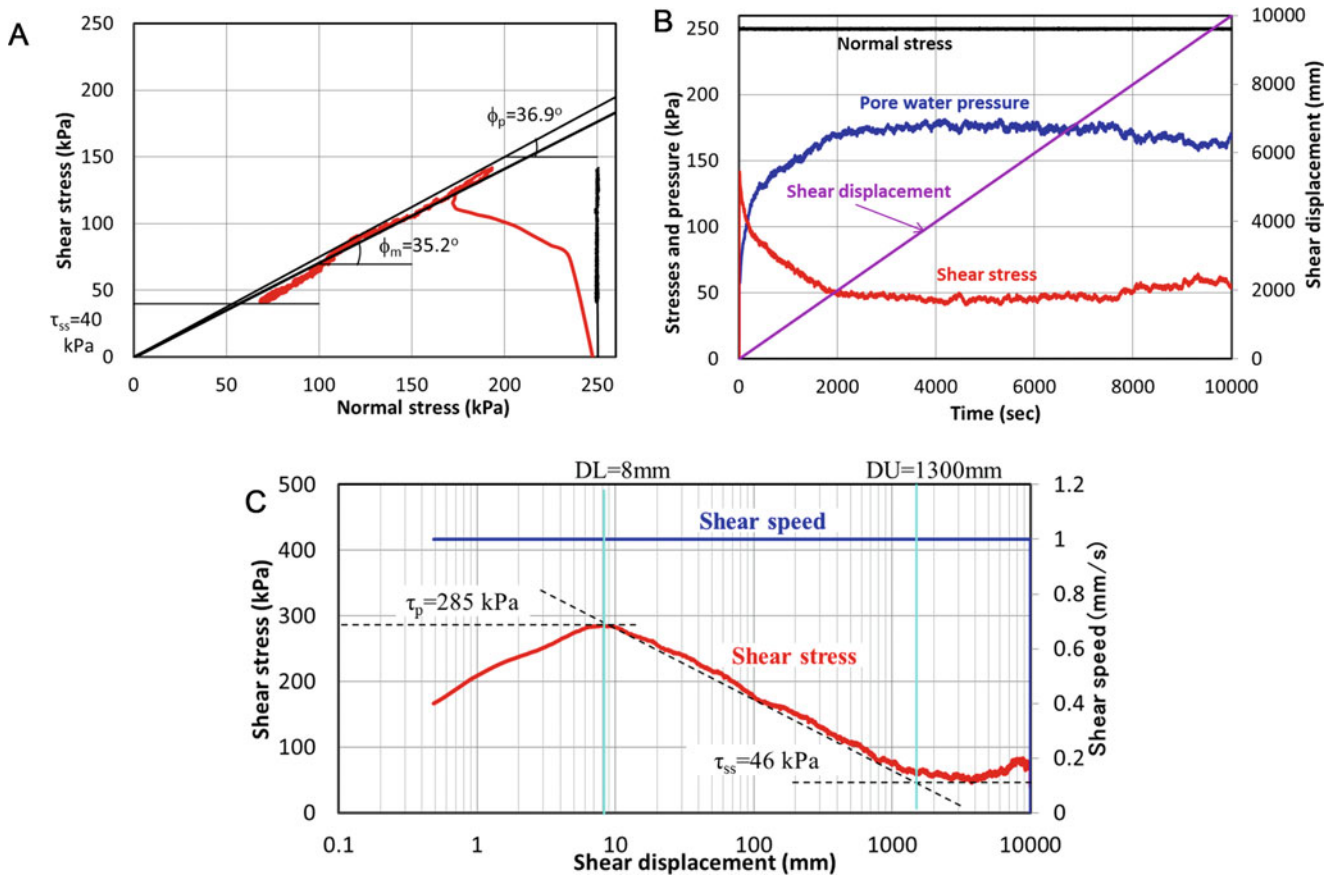 A
Shear stress (kPa)
250
200
150
100
50
0
ϕp=36.9°
ϕm=35.2°
τss=40
kPa
0 50 100 150 200 250
Normal stress (kPa)
B
Stresses and pressure (kPa)
250
200
150
100
50
0
Normal stress
Pore water pressure
Shear displacement
Shear stress
10000
8000
6000
4000
2000
0
Shear displacement (mm)
0 2000 4000 6000 8000 10000
Time (sec)
C
DL=8mm DU=1300mm
Shear stress (kPa)
500
400
300
200
100
0
Shear speed
τp=285 kPa
Shear stress
τss=46 kPa
1.2
1
0.8
0.6
0.4
0.2
0
Shear speed (mm/s)
0.1 1 10 100 1000 10000
Shear displacement (mm)